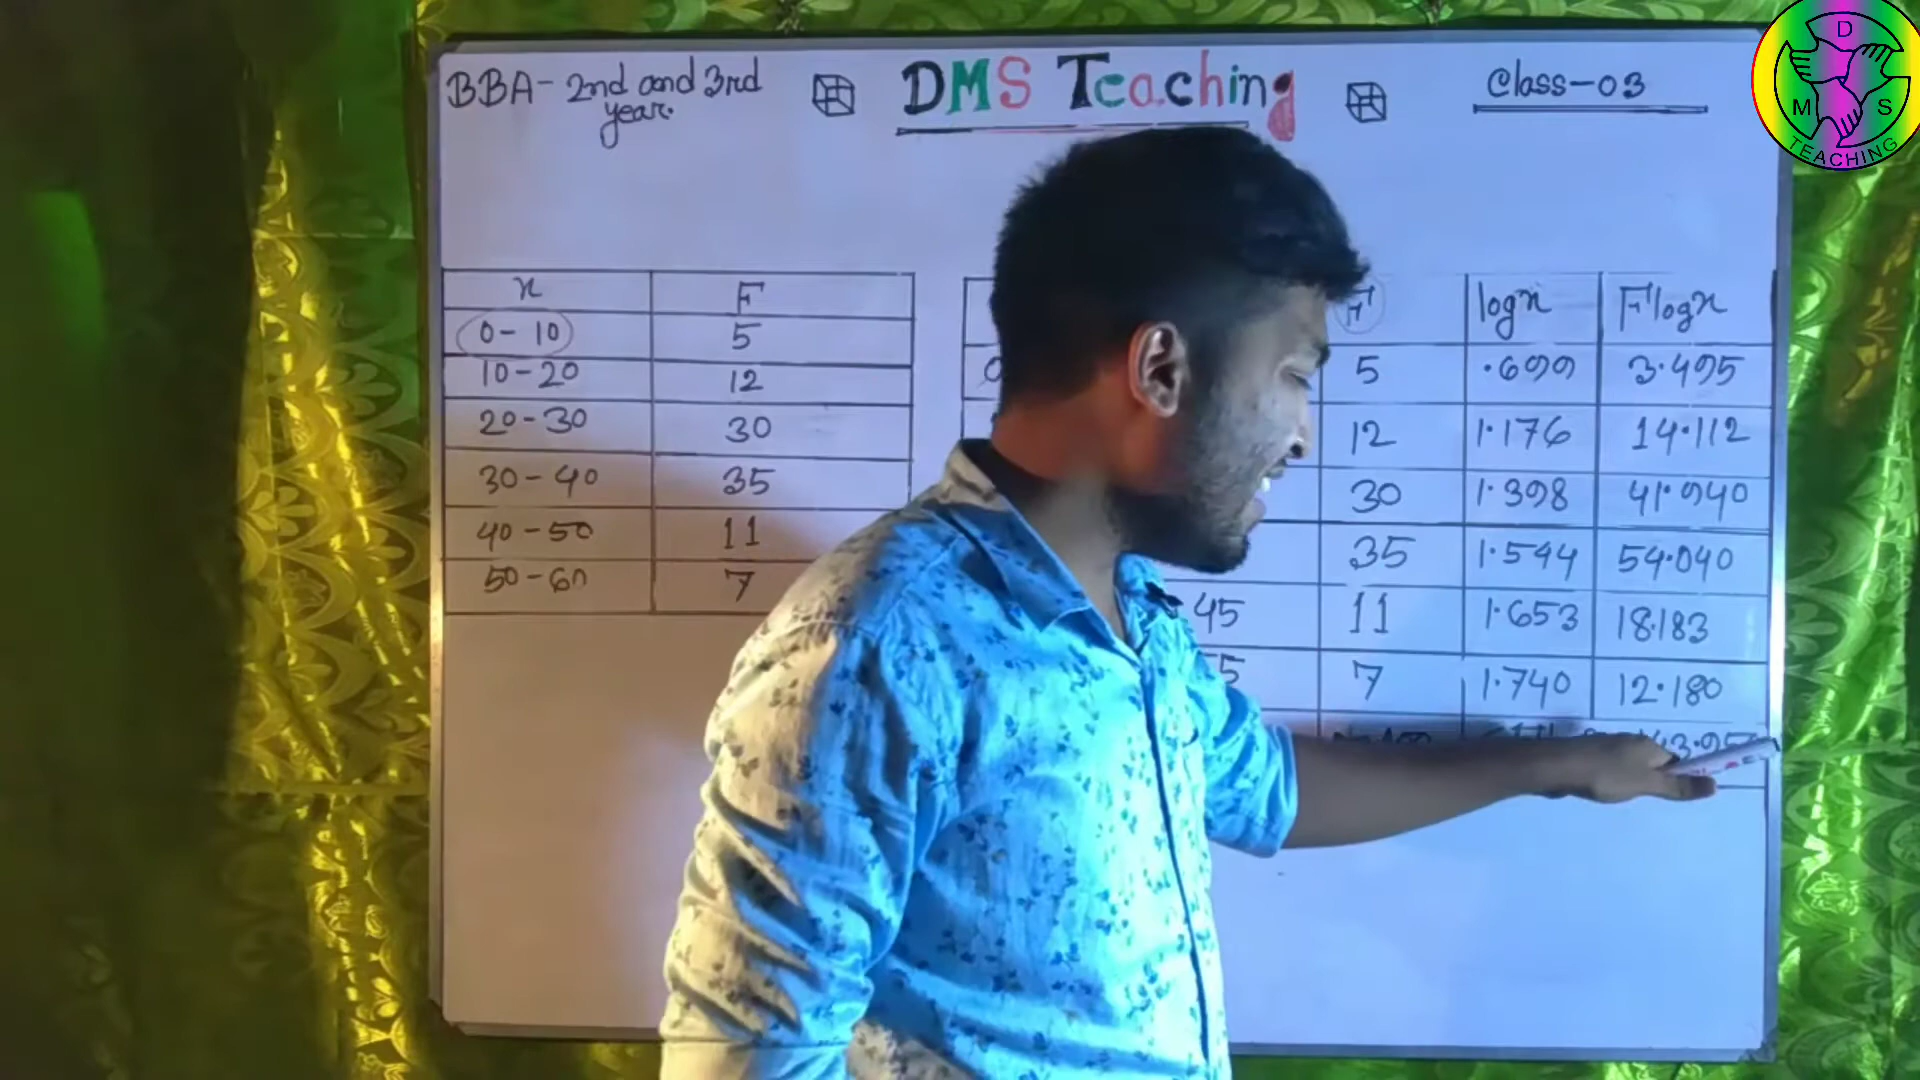 BBA- 2nd and 3rd year.
DMS Teaching
Class-03
D
M S
TEACHING
x F
0-10 5
10-20 12
20-30 30
30-40 35
40-50 11
50-60 7
F logx Flogx
5 .699 3.495
12 1.176 14.112
30 1.398 41.940
35 1.544 54.040
45 11 1.653 18.183
7 1.740 12.180